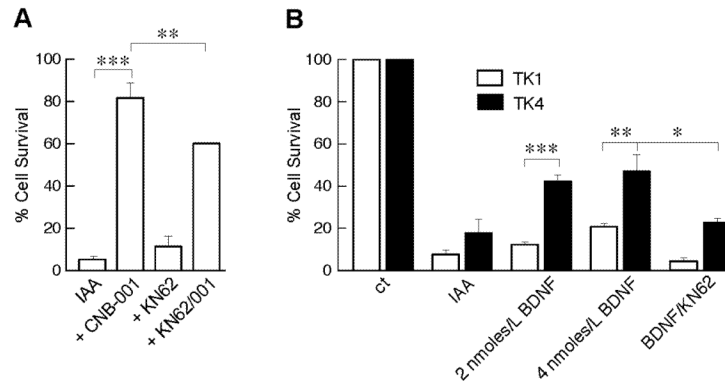 A
***
**
% Cell Survival
100
80
60
40
20
0
IAA
+ CNB-001
+ KN62
+ KN62/001
B
TK1
TK4
***
**
*
% Cell Survival
100
80
60
40
20
0
ct
IAA
2 nmoles/L BDNF
4 nmoles/L BDNF
BDNF/KN62